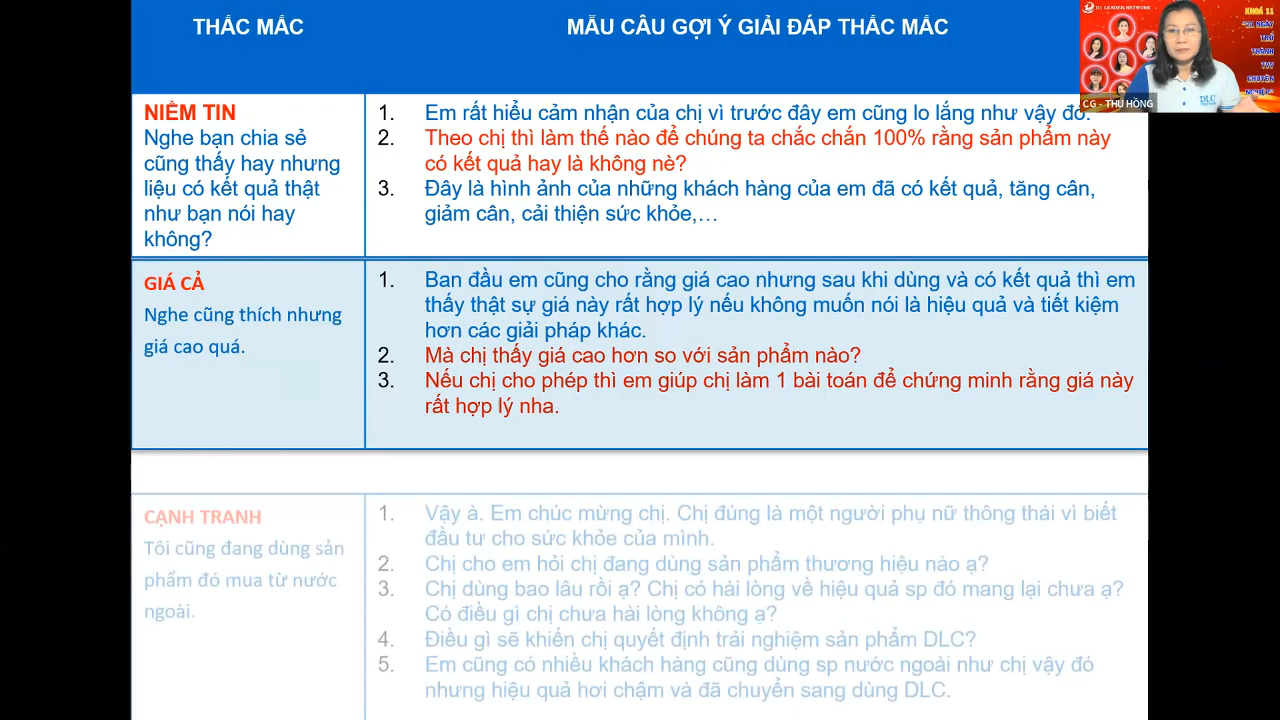 THẮC MẮC
MẪU CÂU GỢI Ý GIẢI ĐÁP THẮC MẮC
D1 LEADER NETWORK
KHOÁ 11
"21 NGÀY
TRỞ
THÀNH
TVV
CHUYÊN
NGHIỆP"
DLC
CG - THU HỒNG
NIỀM TIN
Nghe bạn chia sẻ
cũng thấy hay nhưng
liệu có kết quả thật
như bạn nói hay
không?
1. Em rất hiểu cảm nhận của chị vì trước đây em cũng lo lắng như vậy đó.
2. Theo chị thì làm thế nào để chúng ta chắc chắn 100% rằng sản phẩm này
có kết quả hay là không nè?
3. Đây là hình ảnh của những khách hàng của em đã có kết quả, tăng cân,
giảm cân, cải thiện sức khỏe,…
GIÁ CẢ
Nghe cũng thích nhưng
giá cao quá.
1. Ban đầu em cũng cho rằng giá cao nhưng sau khi dùng và có kết quả thì em
thấy thật sự giá này rất hợp lý nếu không muốn nói là hiệu quả và tiết kiệm
hơn các giải pháp khác.
2. Mà chị thấy giá cao hơn so với sản phẩm nào?
3. Nếu chị cho phép thì em giúp chị làm 1 bài toán để chứng minh rằng giá này
rất hợp lý nha.
CẠNH TRANH
Tôi cũng đang dùng sản
phẩm đó mua từ nước
ngoài.
1. Vậy à. Em chúc mừng chị. Chị đúng là một người phụ nữ thông thái vì biết
đầu tư cho sức khỏe của mình.
2. Chị cho em hỏi chị đang dùng sản phẩm thương hiệu nào ạ?
3. Chị dùng bao lâu rồi ạ? Chị có hài lòng về hiệu quả sp đó mang lại chưa ạ?
Có điều gì chị chưa hài lòng không ạ?
4. Điều gì sẽ khiến chị quyết định trải nghiệm sản phẩm DLC?
5. Em cũng có nhiều khách hàng cũng dùng sp nước ngoài như chị vậy đó
nhưng hiệu quả hơi chậm và đã chuyển sang dùng DLC.